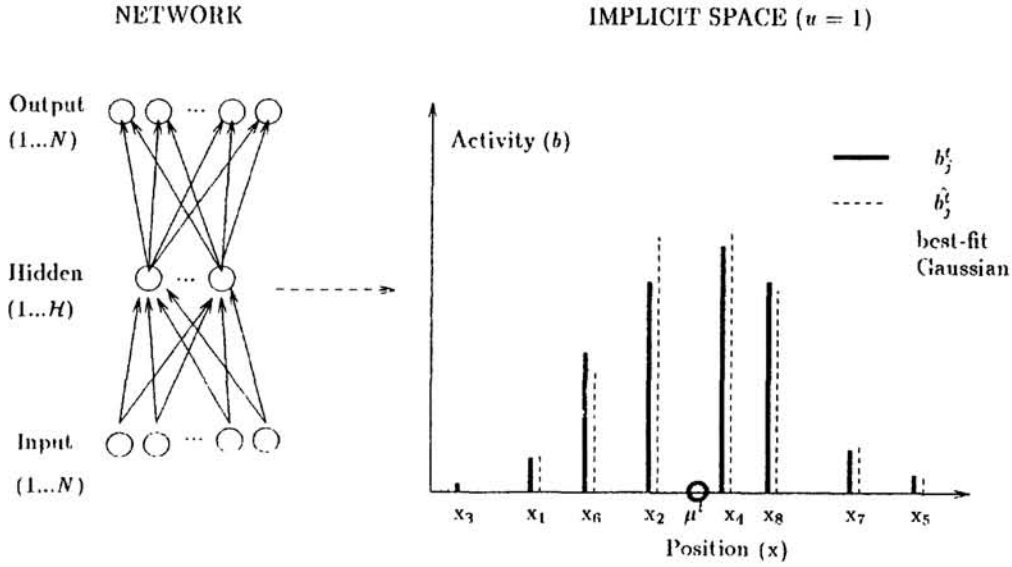 NETWORK
IMPLICIT SPACE (u = 1)
Output
(1...N)
...
Hidden
(1...H)
...
Input
(1...N)
...
Activity (b)
b_j^t
b̂_j^t
best-fit
Gaussian
x₃ x₁ x₆ x₂ μ^t x₄ x₈ x₇ x₅
Position (x)